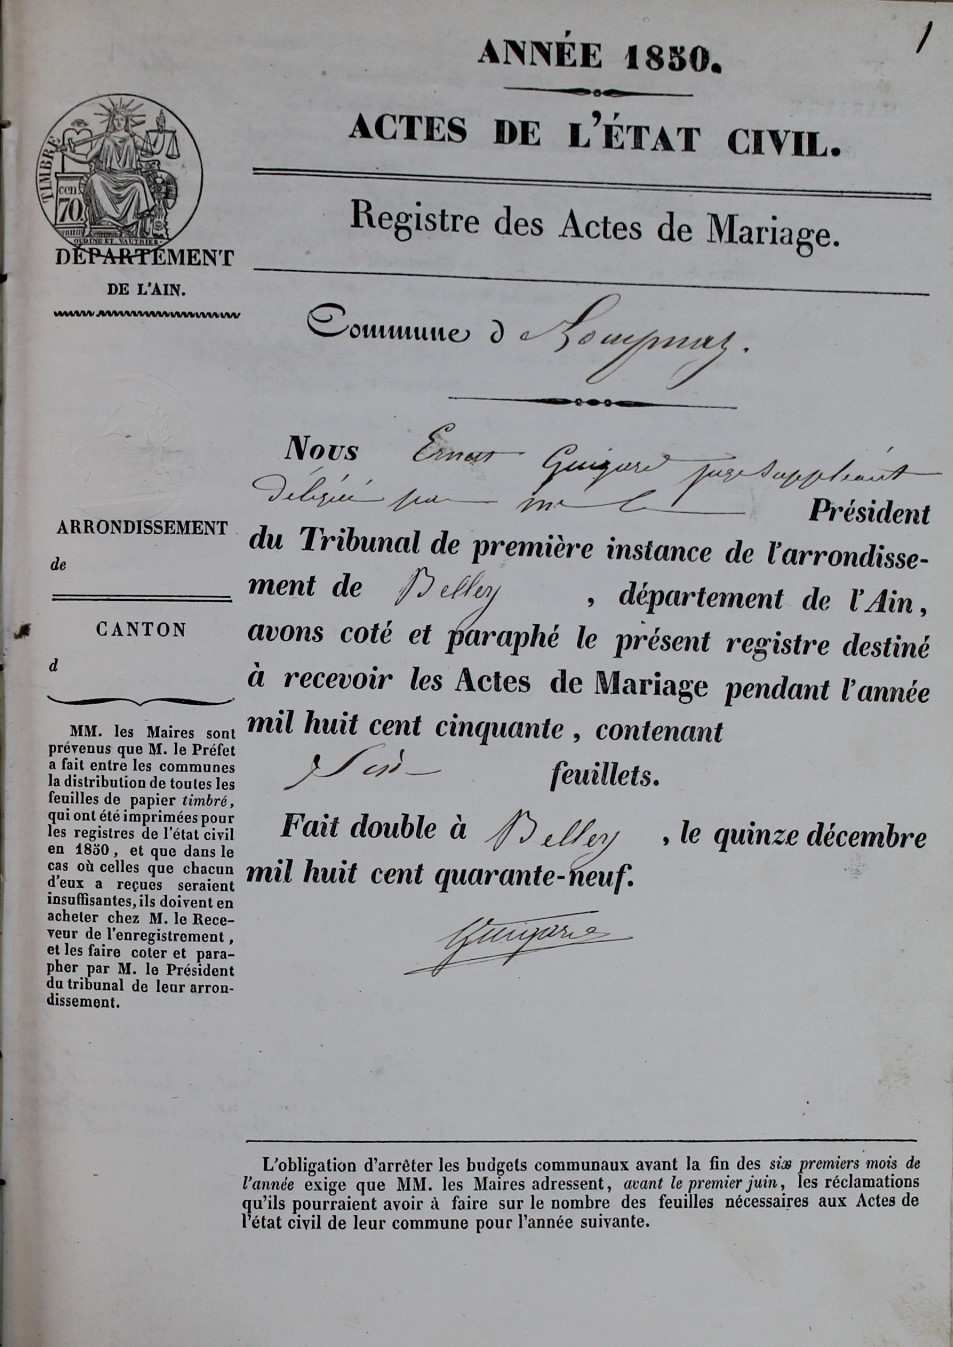 1
ANNÉE 1850.
ACTES DE L'ÉTAT CIVIL.
Registre des Actes de Mariage.
TIMBRE
cen
70
OUDINE ET VAUTHIER
DÉPARTEMENT
DE L'AIN.
Commune d Lompnaz.
Nous Ernest Guigard juge suppléant
Délégué par mr le Président
du Tribunal de première instance de l'arrondisse-
ment de Belley, département de l'Ain,
avons coté et paraphé le présent registre destiné
à recevoir les Actes de Mariage pendant l'année
mil huit cent cinquante, contenant
feuillets.
Fait double à Belley, le quinze décembre
mil huit cent quarante-neuf.
Guigard
ARRONDISSEMENT
de
CANTON
d
MM. les Maires sont
prévenus que M. le Préfet
a fait entre les communes
la distribution de toutes les
feuilles de papier timbré,
qui ont été imprimées pour
les registres de l'état civil
en 1850, et que dans le
cas où celles que chacun
d'eux a reçues seraient
insuffisantes, ils doivent en
acheter chez M. le Rece-
veur de l'enregistrement,
et les faire coter et para-
pher par M. le Président
du tribunal de leur arron-
dissement.
L'obligation d'arrêter les budgets communaux avant la fin des six premiers mois de
l'année exige que MM. les Maires adressent, avant le premier juin, les réclamations
qu'ils pourraient avoir à faire sur le nombre des feuilles nécessaires aux Actes de
l'état civil de leur commune pour l'année suivante.